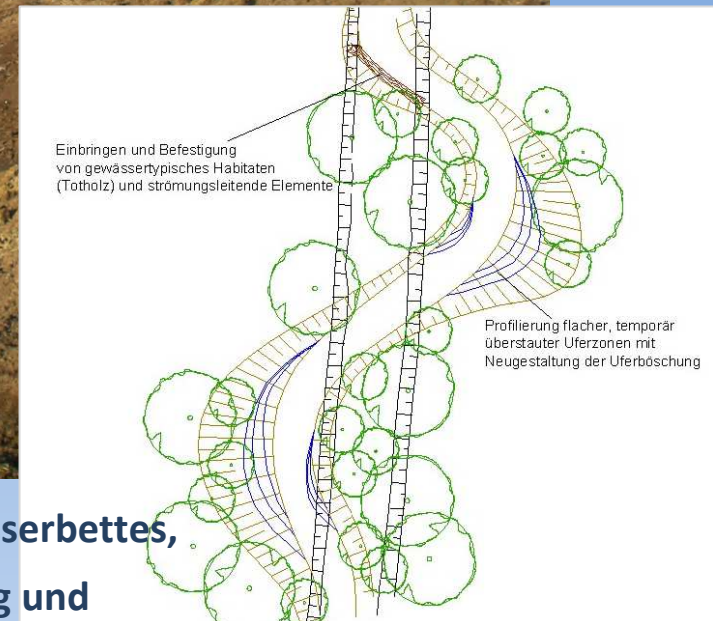 Einbringen und Befestigung
von gewässertypisches Habitaten
(Totholz) und strömungsleitende Elemente
Profilierung flacher, temporär
überstauter Uferzonen mit
Neugestaltung der Uferböschung
serbettes,
g und